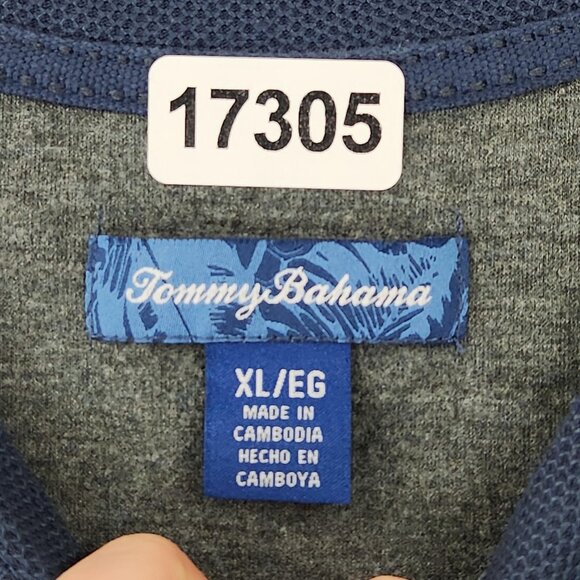 17305
Tommy Bahama
XL/EG
MADE IN
CAMBODIA
HECHO EN
CAMBOYA